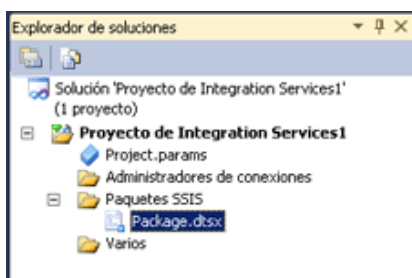 Explorador de soluciones
Solución 'Proyecto de Integration Services1'
(1 proyecto)
Proyecto de Integration Services1
Project.params
Administradores de conexiones
Paquetes SSIS
Package.dtsx
Varios